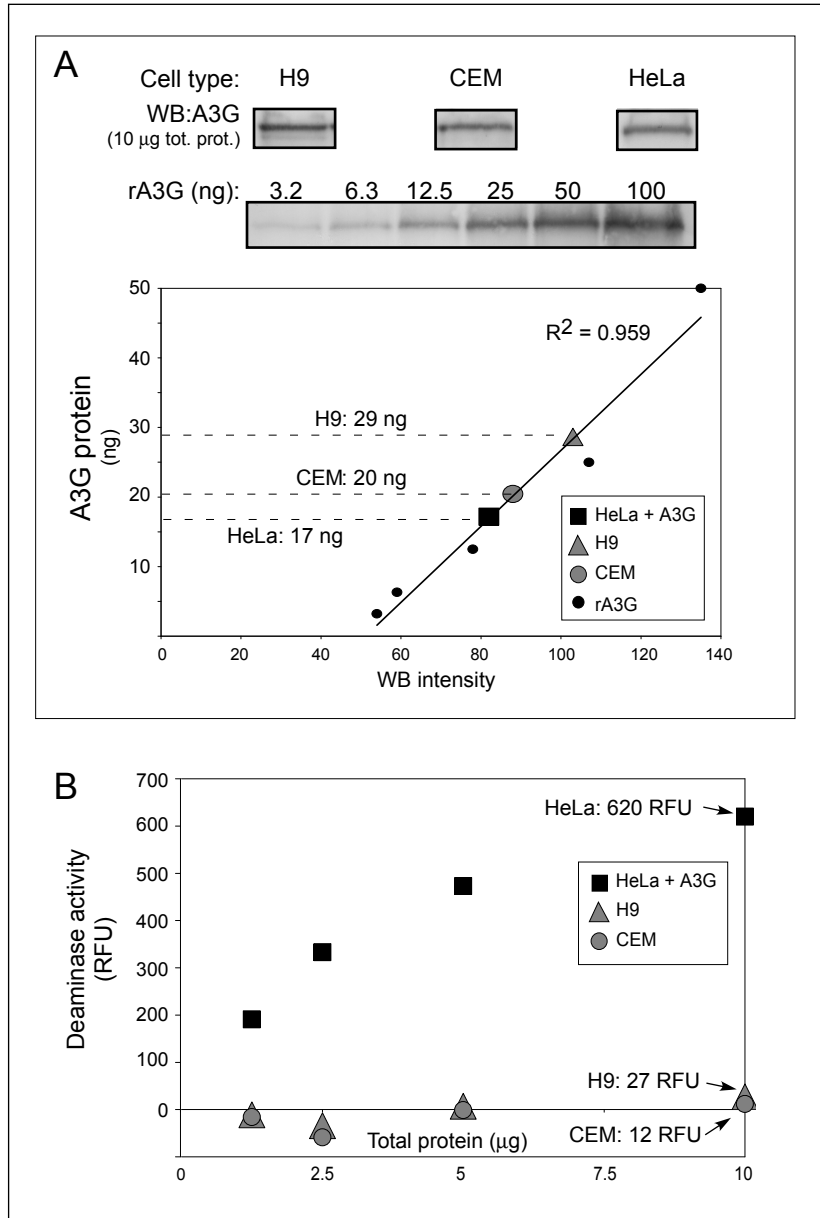 A
Cell type: H9 CEM HeLa
WB:A3G
(10 µg tot. prot.)
rA3G (ng): 3.2 6.3 12.5 25 50 100
50
40
30
20
10
R2 = 0.959
H9: 29 ng
CEM: 20 ng
HeLa: 17 ng
A3G protein
(ng)
HeLa + A3G
H9
CEM
rA3G
0 20 40 60 80 100 120 140
WB intensity
B
700
600
500
400
300
200
100
0
Deaminase activity
(RFU)
HeLa: 620 RFU
HeLa + A3G
H9
CEM
H9: 27 RFU
CEM: 12 RFU
Total protein (µg)
0 2.5 5 7.5 10